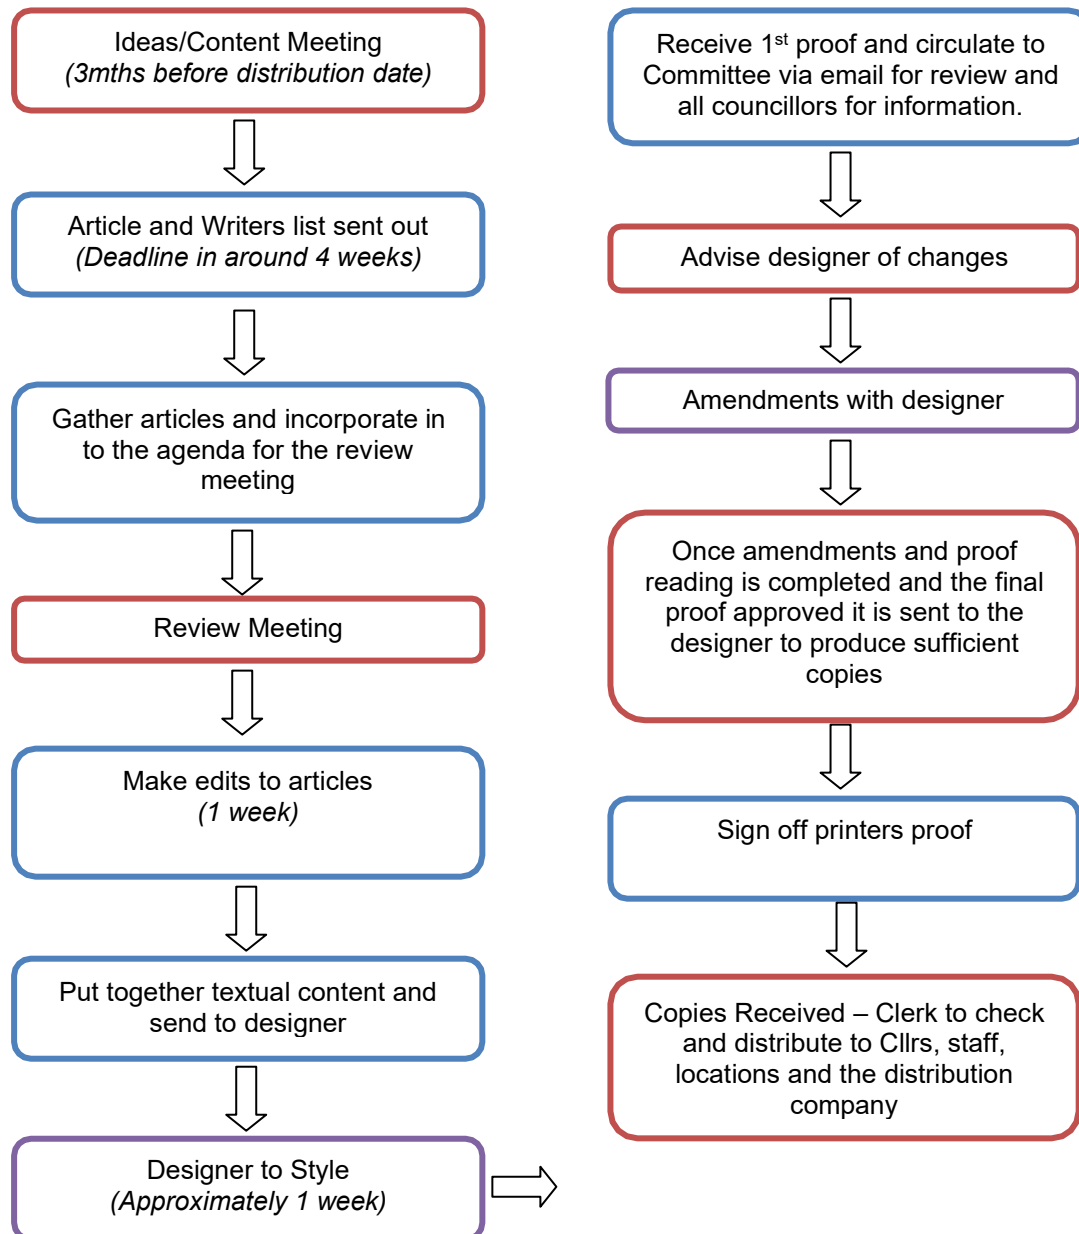 Ideas/Content Meeting
(3mths before distribution date)
Article and Writers list sent out
(Deadline in around 4 weeks)
Gather articles and incorporate in
to the agenda for the review
meeting
Review Meeting
Make edits to articles
(1 week)
Put together textual content and
send to designer
Designer to Style
(Approximately 1 week)
Receive 1st proof and circulate to
Committee via email for review and
all councillors for information.
Advise designer of changes
Amendments with designer
Once amendments and proof
reading is completed and the final
proof approved it is sent to the
designer to produce sufficient
copies
Sign off printers proof
Copies Received – Clerk to check
and distribute to Cllrs, staff,
locations and the distribution
company